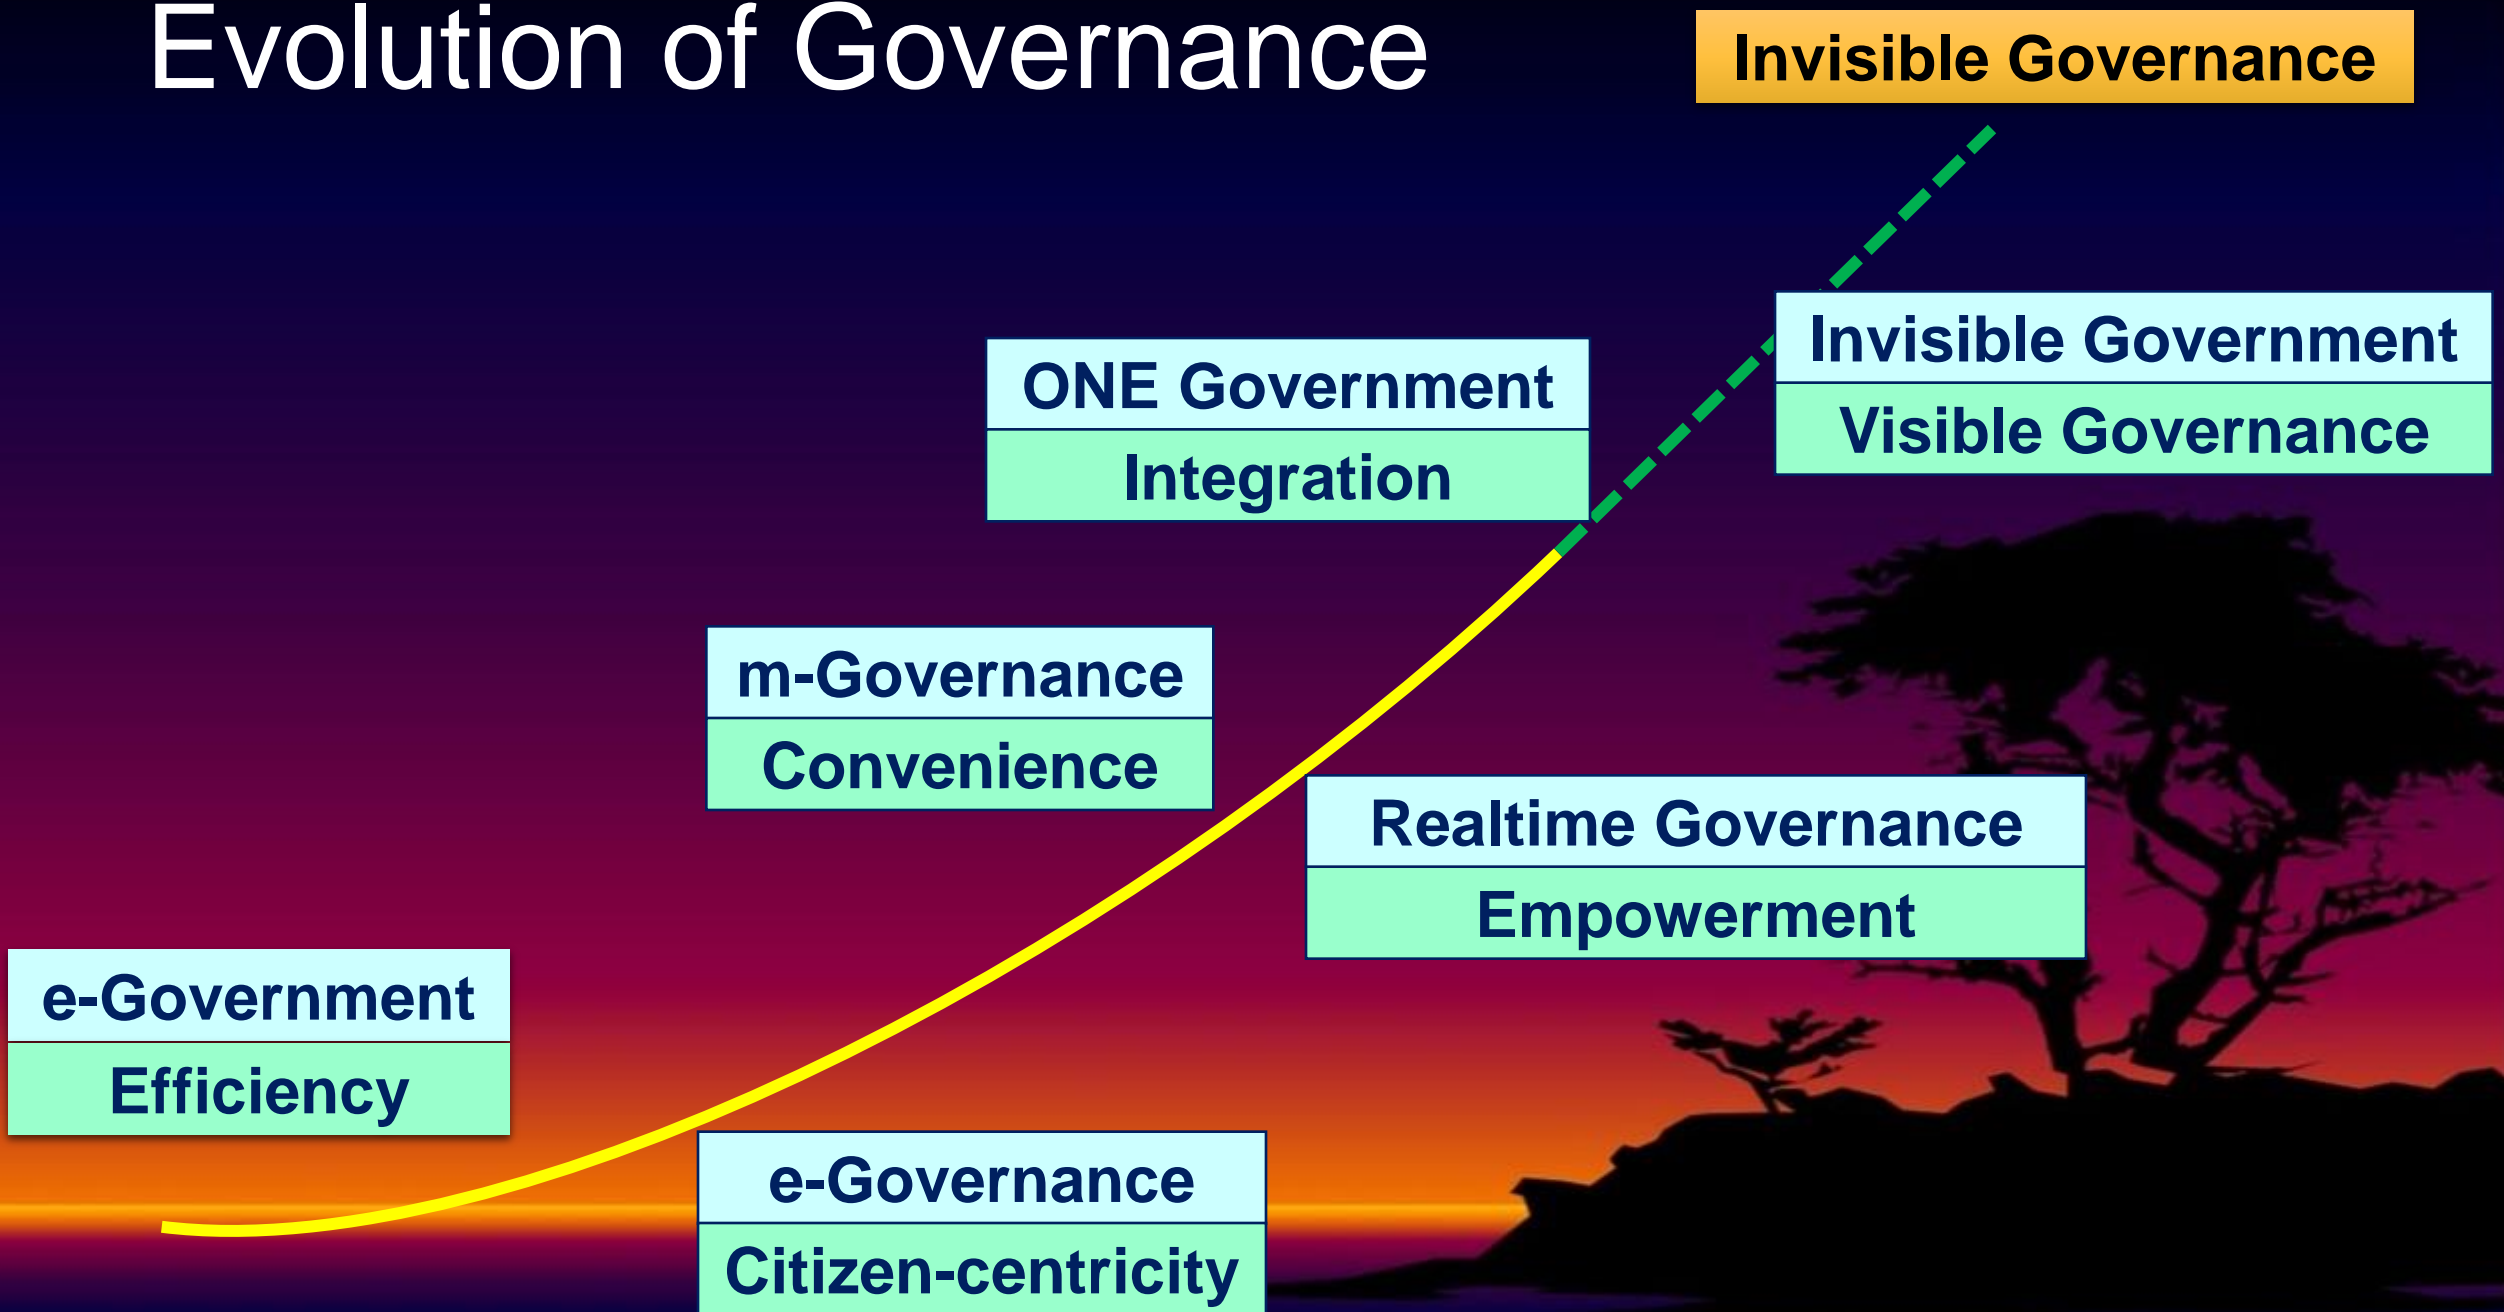 Evolution of Governance
Invisible Governance
Invisible Government
Visible Governance
ONE Government
Integration
m-Governance
Convenience
Realtime Governance
Empowerment
e-Government
Efficiency
e-Governance
Citizen-centricity